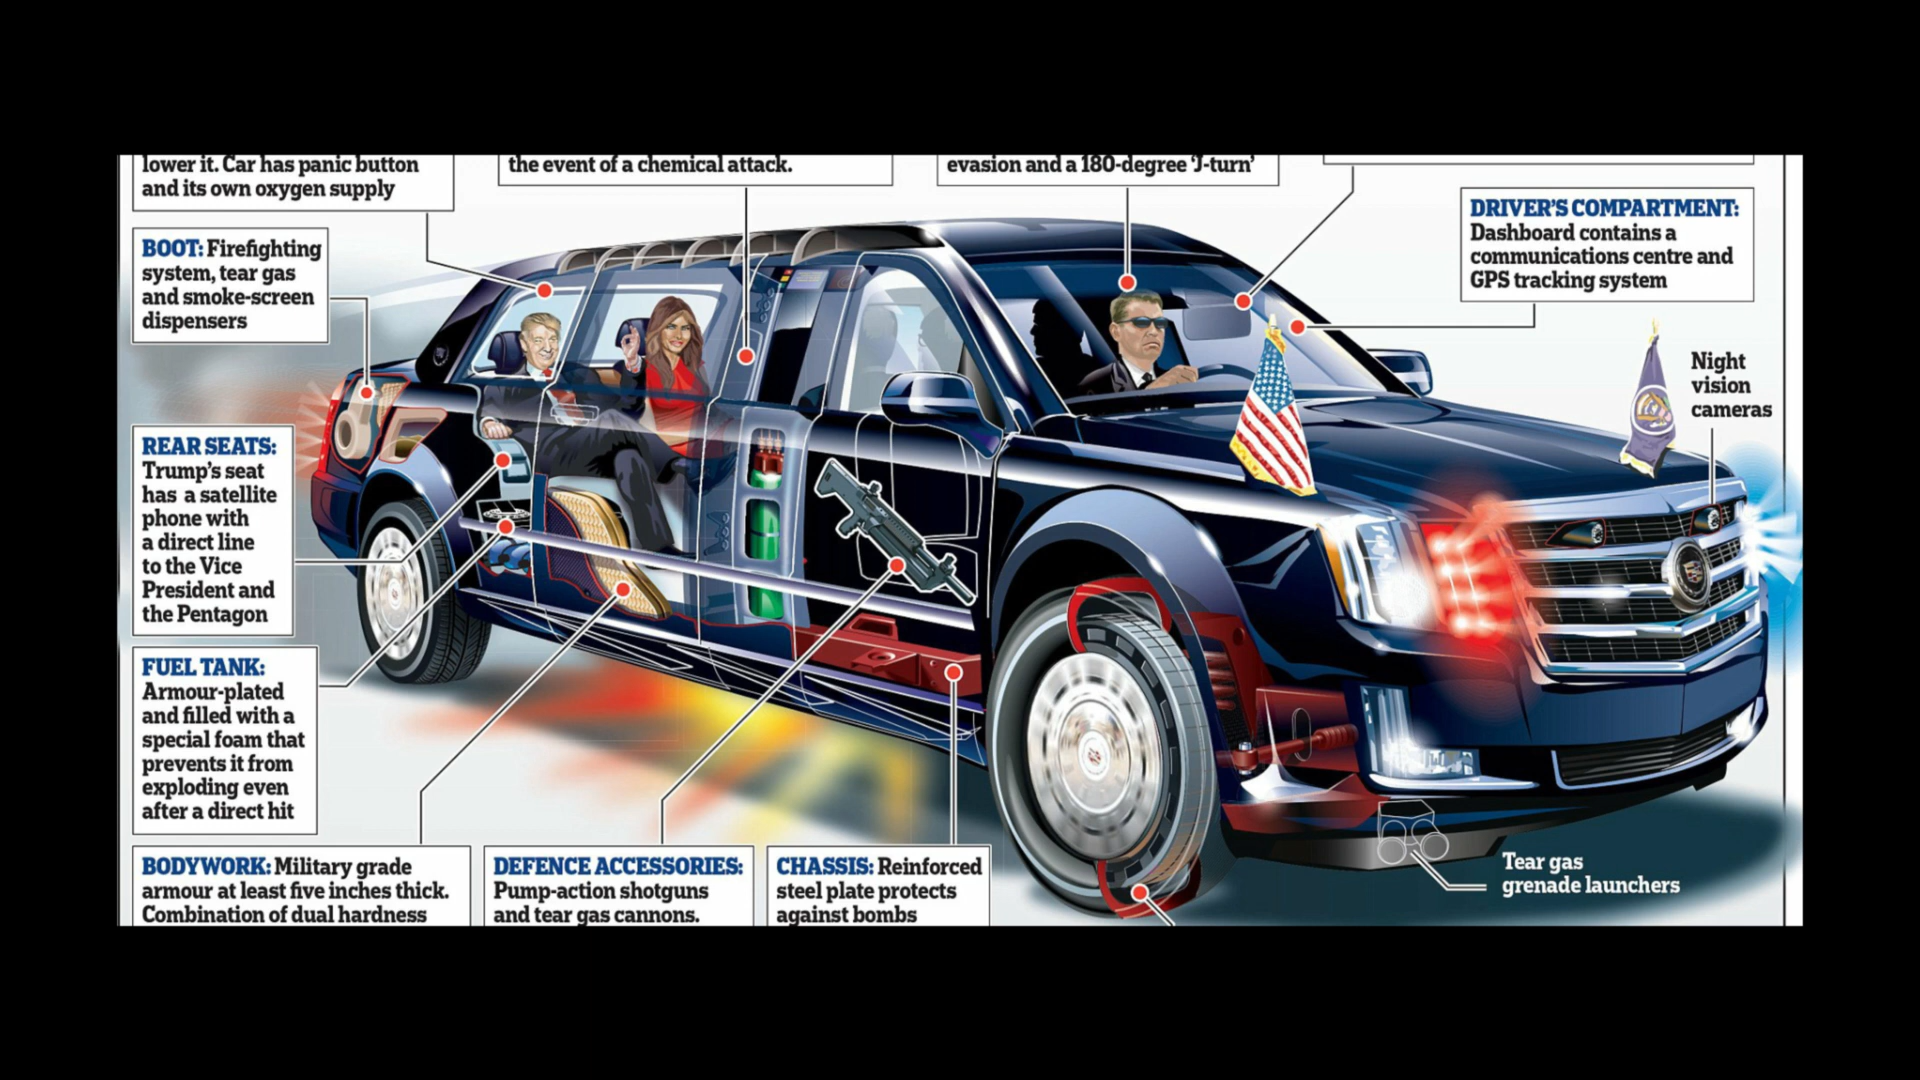 lower it. Car has panic button
and its own oxygen supply
the event of a chemical attack.
evasion and a 180-degree ‘J-turn’
DRIVER’S COMPARTMENT:
Dashboard contains a
communications centre and
GPS tracking system
BOOT: Firefighting
system, tear gas
and smoke-screen
dispensers
Night
vision
cameras
REAR SEATS:
Trump’s seat
has a satellite
phone with
a direct line
to the Vice
President and
the Pentagon
FUEL TANK:
Armour-plated
and filled with a
special foam that
prevents it from
exploding even
after a direct hit
BODYWORK: Military grade
armour at least five inches thick.
Combination of dual hardness
DEFENCE ACCESSORIES:
Pump-action shotguns
and tear gas cannons.
CHASSIS: Reinforced
steel plate protects
against bombs
Tear gas
grenade launchers